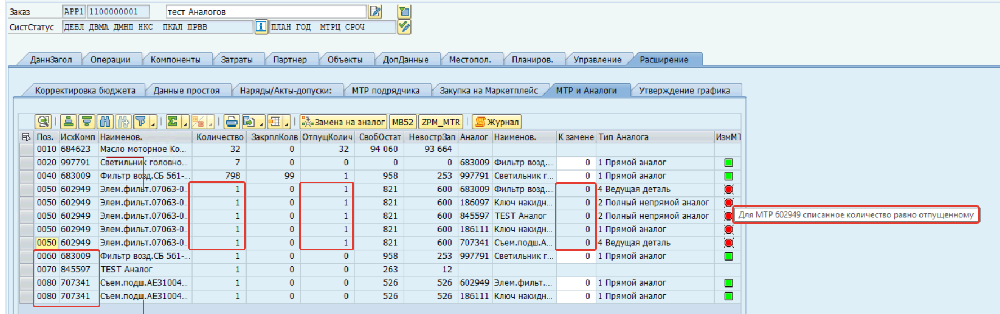 Заказ APP1 1100000001 тест Аналогов
СистСтатус ДЕБЛ ДВМА ДМНП НКС ПКАЛ ПРВВ ПЛАН ГОД МТРЦ СРОЧ
ДаннЗагол Операции Компоненты Затраты Партнер Объекты ДопДанные Местопол. Планиров. Управление Расширение
Корректировка бюджета Данные простоя Наряды/Акты-допуски: МТР подрядчика Закупка на Маркетплейс МТР и Аналоги Утверждение графика
Замена на аналог MB52 ZPM_MTR Журнал
Поз. ИсхКомп Наименов. Количество ЗакрплКолв ОтпущКолич СвобОстат НевострЗап Аналог Наименов. К замене Тип Аналога ИзмМТ
0010 684623 Масло моторное Ко... 32 0 32 94 060 93 664
0020 997791 Светильник головно... 7 0 0 0 0 683009 Фильтр возд.... 0 1 Прямой аналог
0040 683009 Фильтр возд.СБ 561-... 798 99 1 958 253 997791 Светильник г... 0 1 Прямой аналог
0050 602949 Элем.фильт.07063-0... 1 0 1 821 600 683009 Фильтр возд.... 0 4 Ведущая деталь
0050 602949 Элем.фильт.07063-0... 1 0 1 821 600 186097 Ключ накидн... 0 2 Полный непрямой аналог
0050 602949 Элем.фильт.07063-0... 1 0 1 821 600 845597 TEST Аналог 0 2 Полный непрямой аналог
Для МТР 602949 списанное количество равно отпущенному
0050 602949 Элем.фильт.07063-0... 1 0 1 821 600 186111 Ключ накидн... 0 1 Прямой аналог
0050 602949 Элем.фильт.07063-0... 1 0 1 821 600 707341 Съем.подш.А... 0 4 Ведущая деталь
0060 683009 Фильтр возд.СБ 561-... 1 0 0 958 253 997791 Светильник г... 0 1 Прямой аналог
0070 845597 TEST Аналог 1 0 0 263 12
0080 707341 Съем.подш.АЕ31004... 1 0 0 526 526 602949 Элем.фильт.... 0 1 Прямой аналог
0080 707341 Съем.подш.АЕ31004... 1 0 0 526 526 186111 Ключ накидн... 0 1 Прямой аналог